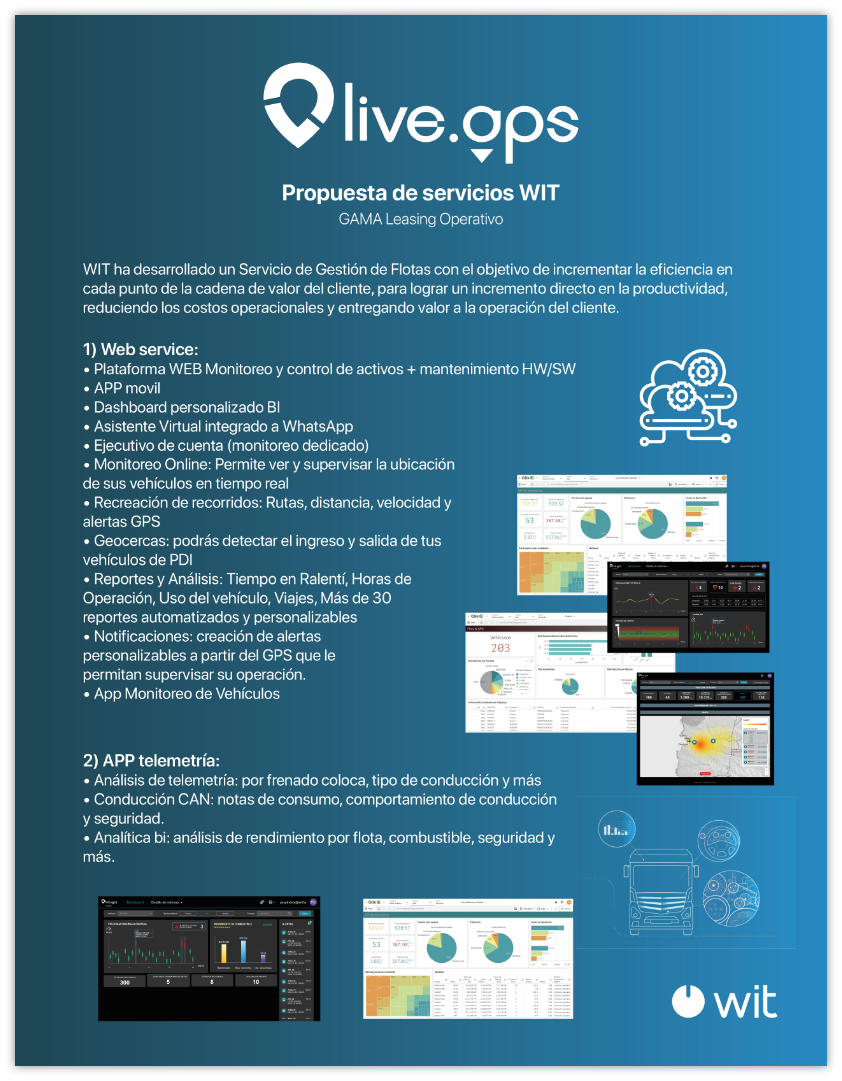 live.gps
Propuesta de servicios WIT
GAMA Leasing Operativo
WIT ha desarrollado un Servicio de Gestión de Flotas con el objetivo de incrementar la eficiencia en
cada punto de la cadena de valor del cliente, para lograr un incremento directo en la productividad,
reduciendo los costos operacionales y entregando valor a la operación del cliente.
1) Web service:
• Plataforma WEB Monitoreo y control de activos + mantenimiento HW/SW
• APP movil
• Dashboard personalizado BI
• Asistente Virtual integrado a WhatsApp
• Ejecutivo de cuenta (monitoreo dedicado)
• Monitoreo Online: Permite ver y supervisar la ubicación
de sus vehículos en tiempo real
• Recreación de recorridos: Rutas, distancia, velocidad y
alertas GPS
• Geocercas: podrás detectar el ingreso y salida de tus
vehículos de PDI
• Reportes y Análisis: Tiempo en Ralentí, Horas de
Operación, Uso del vehículo, Viajes, Más de 30
reportes automatizados y personalizables
• Notificaciones: creación de alertas
personalizables a partir del GPS que le
permitan supervisar su operación.
• App Monitoreo de Vehículos
53
Vehículos
203
2) APP telemetría:
• Análisis de telemetría: por frenado coloca, tipo de conducción y más
• Conducción CAN: notas de consumo, comportamiento de conducción
y seguridad.
• Analítica bi: análisis de rendimiento por flota, combustible, seguridad y
más.
Dashboard
300
5
8
10
53
wit